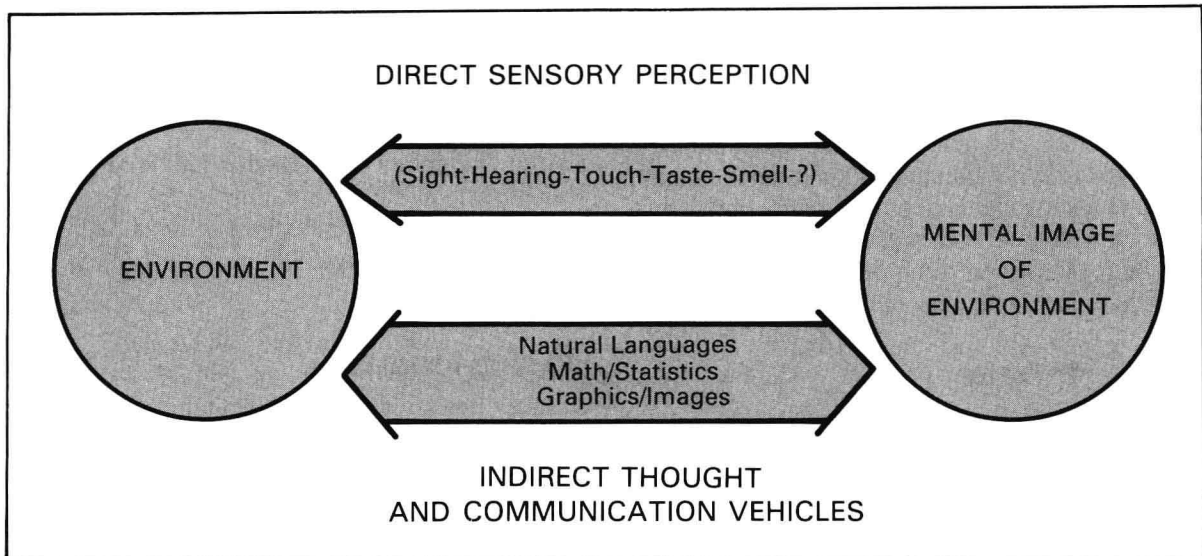 DIRECT SENSORY PERCEPTION
(Sight-Hearing-Touch-Taste-Smell-?)
ENVIRONMENT
MENTAL IMAGE
OF
ENVIRONMENT
Natural Languages
Math/Statistics
Graphics/Images
INDIRECT THOUGHT
AND COMMUNICATION VEHICLES